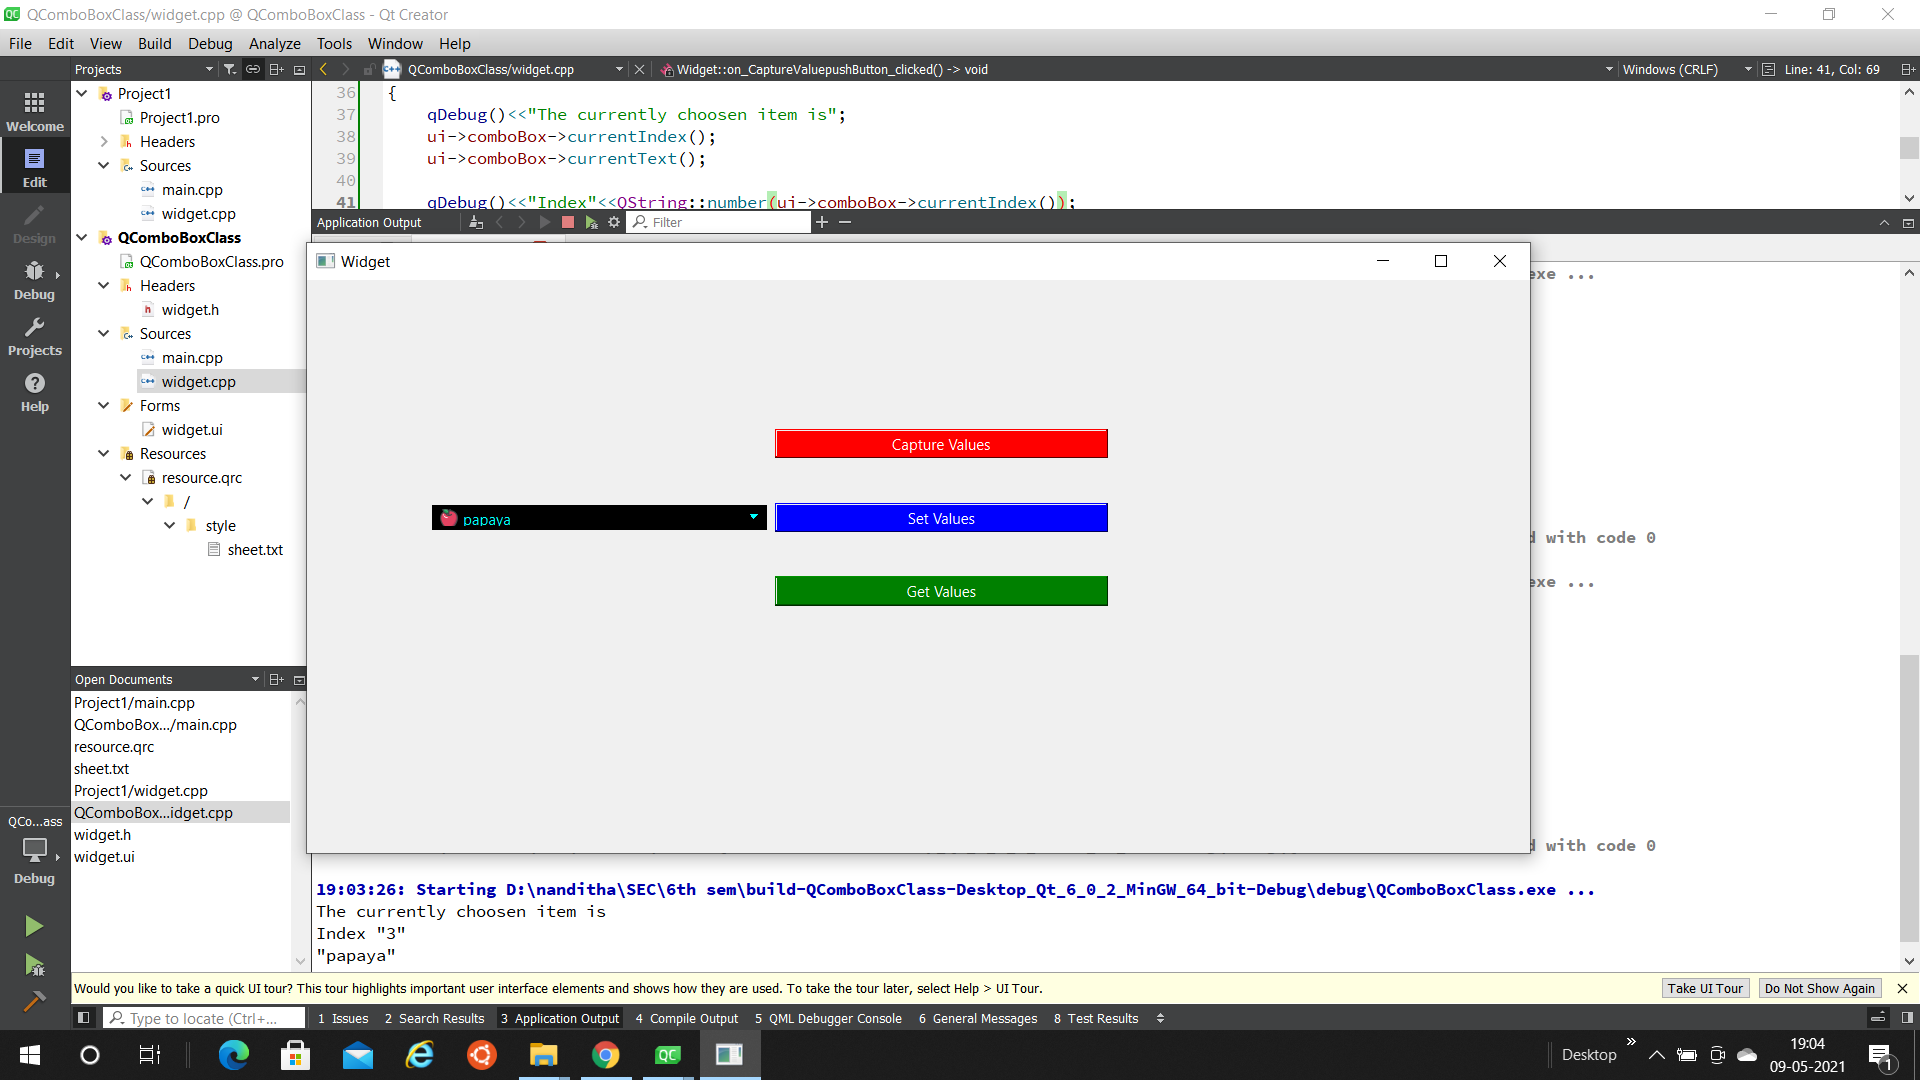 QComboBoxClass/widget.cpp @ QComboBoxClass - Qt Creator
File Edit View Build Debug Analyze Tools Window Help
Projects
QComboBoxClass/widget.cpp
Widget::on_CaptureValuepushButton_clicked() -> void
Windows (CRLF)
Line: 41, Col: 69
Welcome
Edit
Design
Debug
Projects
Help
Project1
Project1.pro
Headers
Sources
main.cpp
widget.cpp
QComboBoxClass
QComboBoxClass.pro
Headers
widget.h
Sources
main.cpp
widget.cpp
Forms
widget.ui
Resources
resource.qrc
/
style
sheet.txt
36 {
37 qDebug()<<"The currently choosen item is";
38 ui->comboBox->currentIndex();
39 ui->comboBox->currentText();
40
41 qDebug()<<"Index"<<QString::number(ui->comboBox->currentIndex());
Application Output
Filter
Widget
exe ...
Capture Values
papaya
Set Values
Get Values
d with code 0
exe ...
d with code 0
Open Documents
Project1/main.cpp
QComboBox.../main.cpp
resource.qrc
sheet.txt
Project1/widget.cpp
QComboBox...idget.cpp
widget.h
widget.ui
QCo...ass
Debug
19:03:26: Starting D:\nanditha\SEC\6th sem\build-QComboBoxClass-Desktop_Qt_6_0_2_MinGW_64_bit-Debug\debug\QComboBoxClass.exe ...
The currently choosen item is
Index "3"
"papaya"
Would you like to take a quick UI tour? This tour highlights important user interface elements and shows how they are used. To take the tour later, select Help > UI Tour.
Take UI Tour
Do Not Show Again
Type to locate (Ctrl+...
1 Issues 2 Search Results 3 Application Output 4 Compile Output 5 QML Debugger Console 6 General Messages 8 Test Results
Desktop
19:04
09-05-2021
1